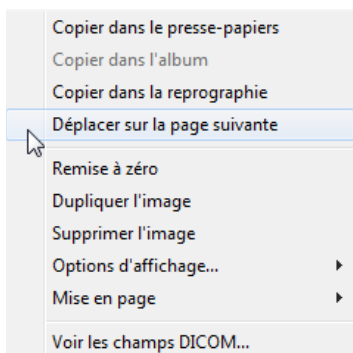 Copier dans le presse-papiers
Copier dans l'album
Copier dans la reprographie
Déplacer sur la page suivante
Remise à zéro
Dupliquer l'image
Supprimer l'image
Options d'affichage...
Mise en page
Voir les champs DICOM...